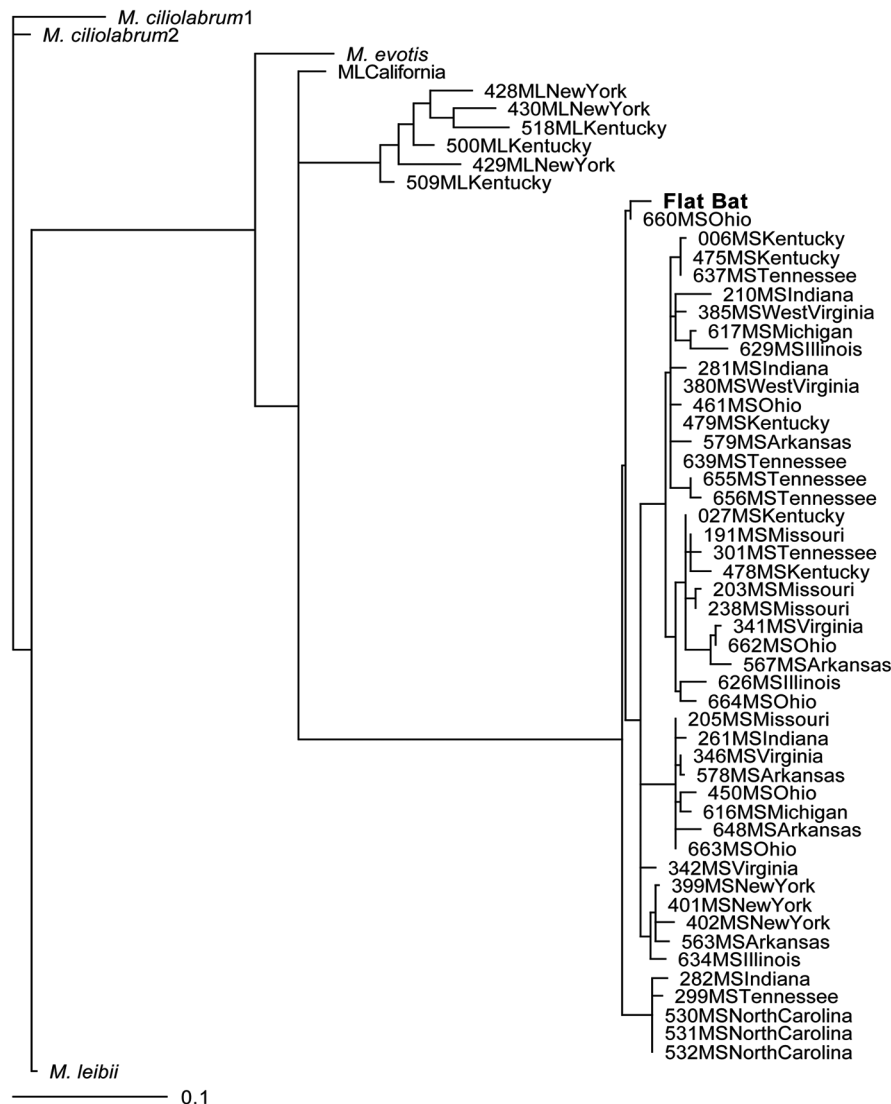 M. ciliolabrum1
M. ciliolabrum2
M. evotis
MLCalifornia
428MLNewYork
430MLNewYork
518MLKentucky
500MLKentucky
429MLNewYork
509MLKentucky
Flat Bat
660MSOhio
006MSKentucky
475MSKentucky
637MSTennessee
210MSIndiana
385MSWestVirginia
617MSMichigan
629MSIllinois
281MSIndiana
380MSWestVirginia
461MSOhio
479MSKentucky
579MSArkansas
639MSTennessee
655MSTennessee
656MSTennessee
027MSKentucky
191MSMissouri
301MSTennessee
478MSKentucky
203MSMissouri
238MSMissouri
341MSVirginia
662MSOhio
567MSArkansas
626MSIllinois
664MSOhio
205MSMissouri
261MSIndiana
346MSVirginia
578MSArkansas
450MSOhio
616MSMichigan
648MSArkansas
663MSOhio
342MSVirginia
399MSNewYork
401MSNewYork
402MSNewYork
563MSArkansas
634MSIllinois
282MSIndiana
299MSTennessee
530MSNorthCarolina
531MSNorthCarolina
532MSNorthCarolina
M. leibii
0.1